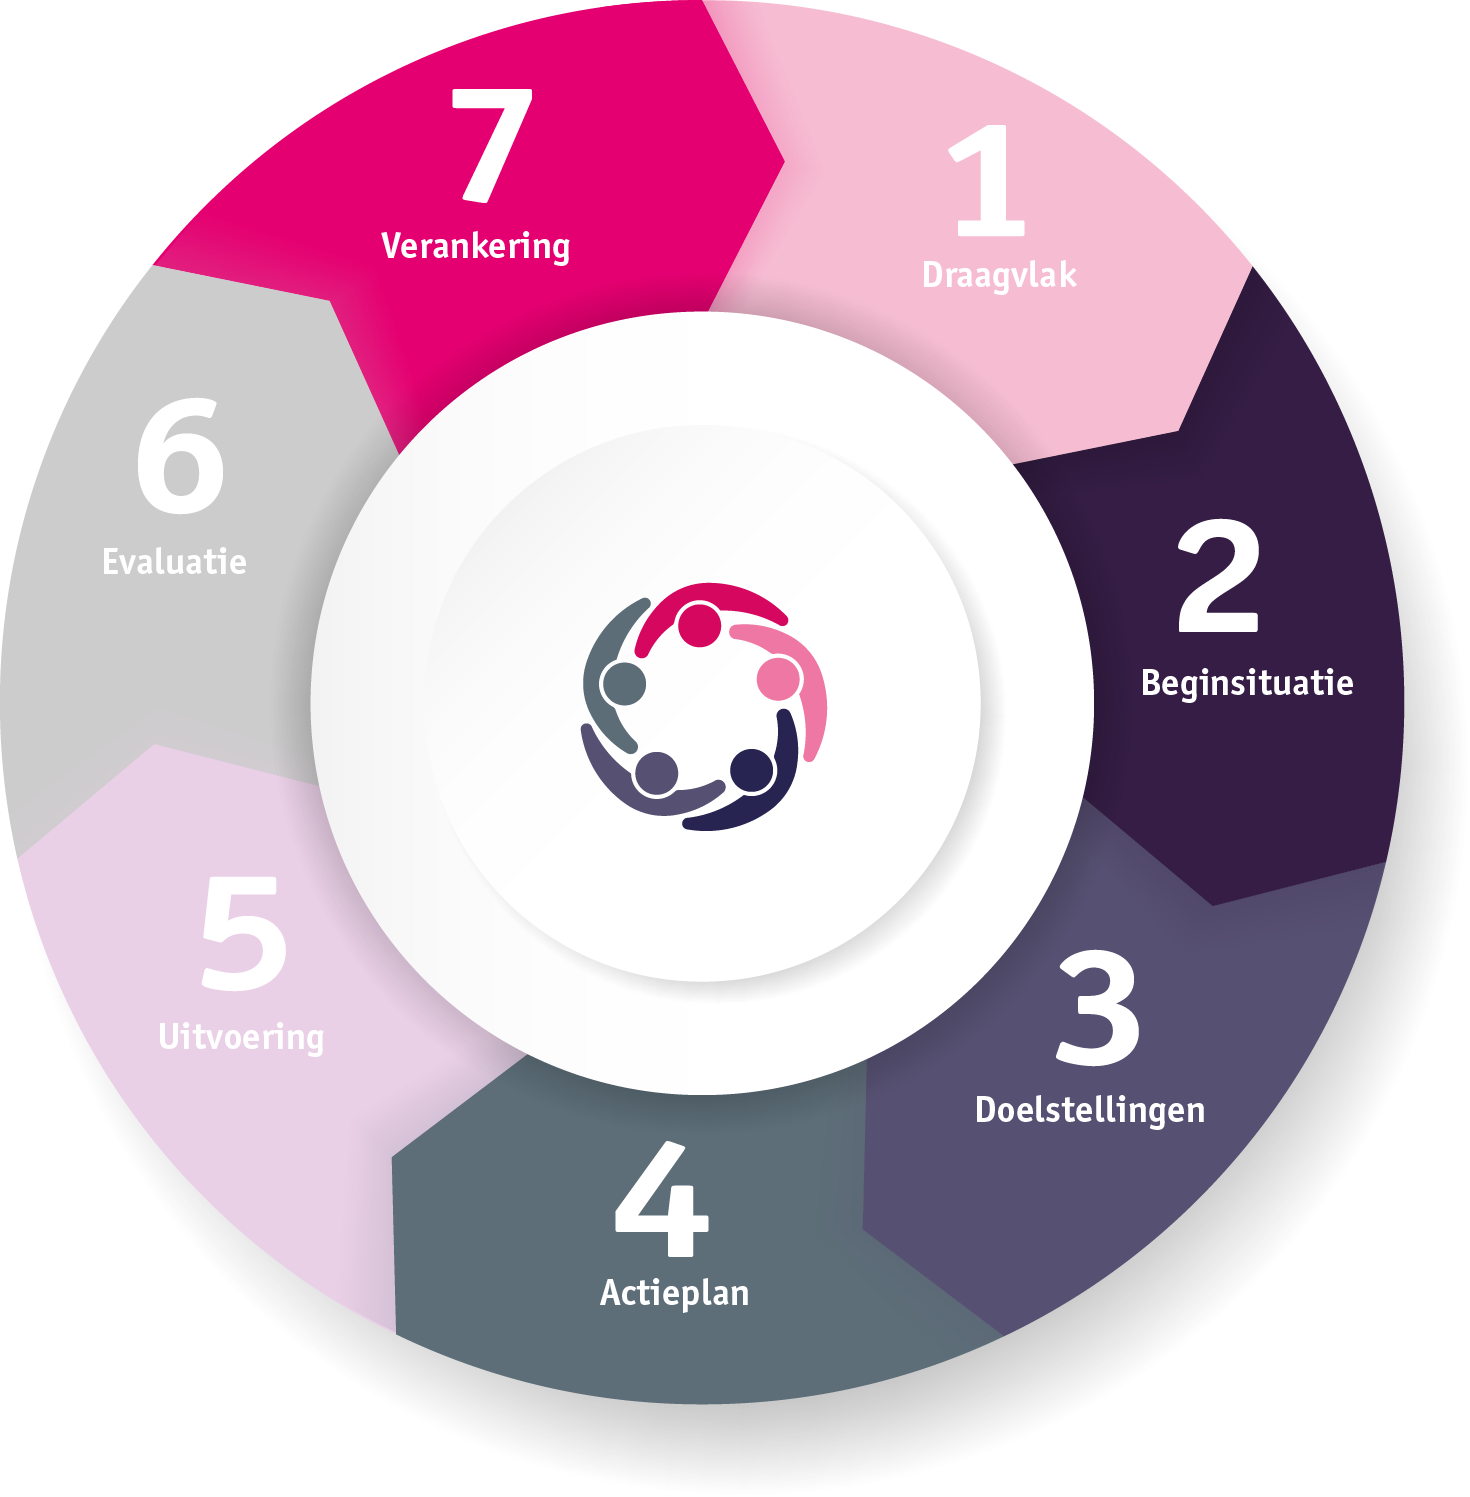 1
Draagvlak
2
Beginsituatie
3
Doelstellingen
4
Actieplan
5
Uitvoering
6
Evaluatie
7
Verankering